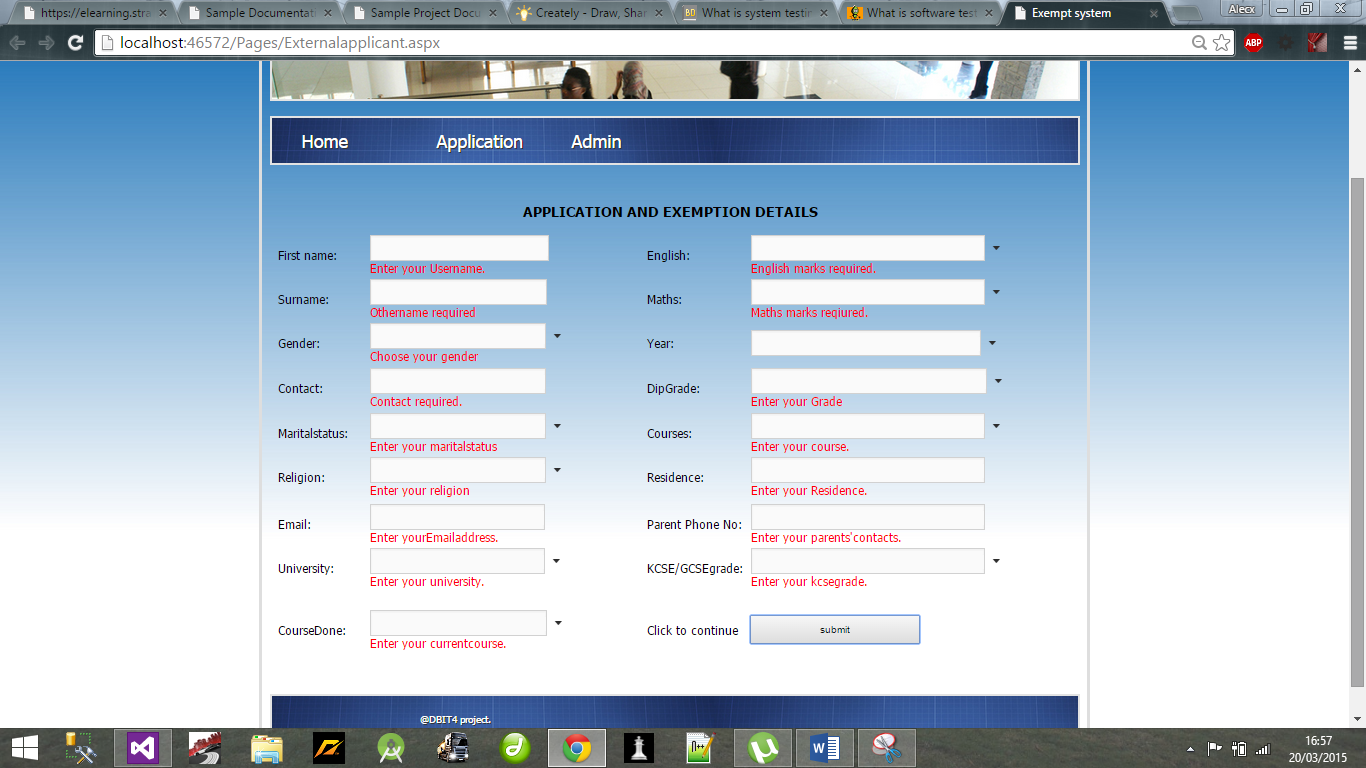 https://elearning.stra
Sample Documentati
Sample Project Docu
Creately - Draw, Shar
BD What is system testin
What is software test
Exempt system
Alecx
localhost:46572/Pages/Externalapplicant.aspx
ABP
Home Application Admin
APPLICATION AND EXEMPTION DETAILS
First name:
Enter your Username.
English:
English marks required.
Surname:
Othername required
Maths:
Maths marks reqiured.
Gender:
Choose your gender
Year:
Contact:
Contact required.
DipGrade:
Enter your Grade
Maritalstatus:
Enter your maritalstatus
Courses:
Enter your course.
Religion:
Enter your religion
Residence:
Enter your Residence.
Email:
Enter yourEmailaddress.
Parent Phone No:
Enter your parents'contacts.
University:
Enter your university.
KCSE/GCSEgrade:
Enter your kcsegrade.
CourseDone:
Enter your currentcourse.
Click to continue
submit
@DBIT4 project.
16:57
20/03/2015